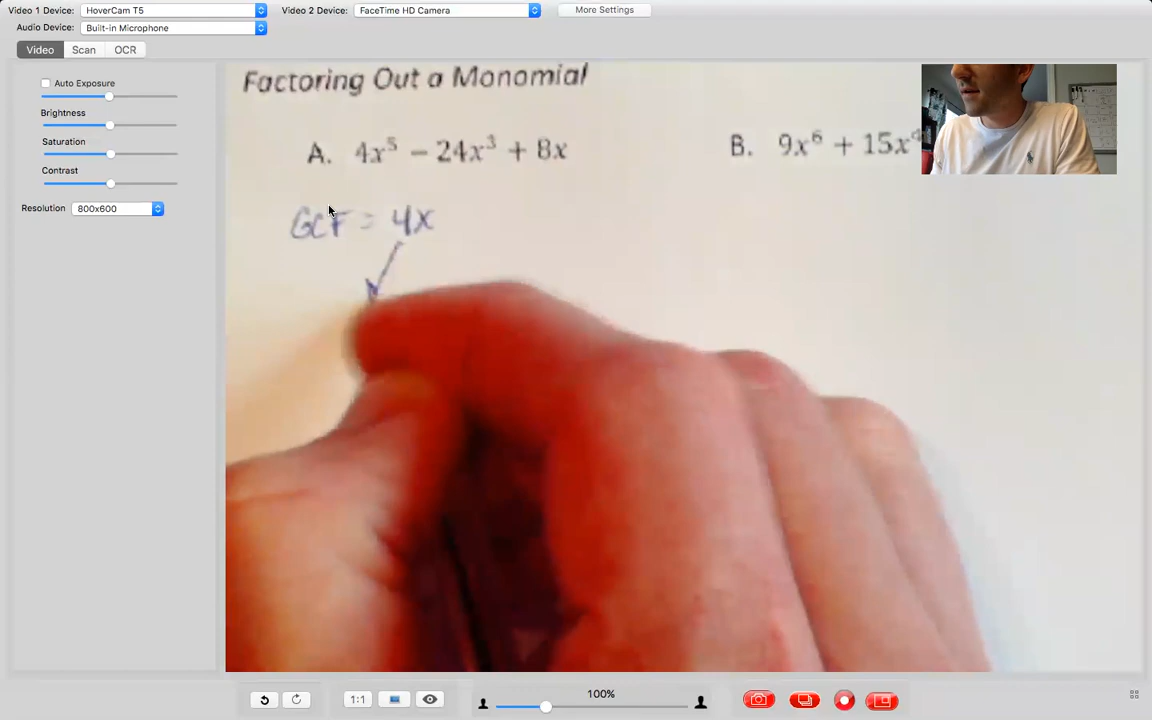 Video 1 Device: HoverCam T5 Video 2 Device: FaceTime HD Camera More Settings
Audio Device: Built-in Microphone
Video Scan OCR
Auto Exposure
Brightness
Saturation
Contrast
Resolution 800x600
Factoring Out a Monomial
A. 4x⁵ − 24x³ + 8x B. 9x⁶ + 15x⁴
GCF = 4x
1:1 100%